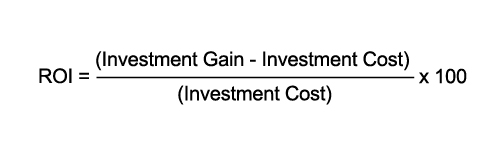 (Investment Gain - Investment Cost)
ROI = x 100
(Investment Cost)